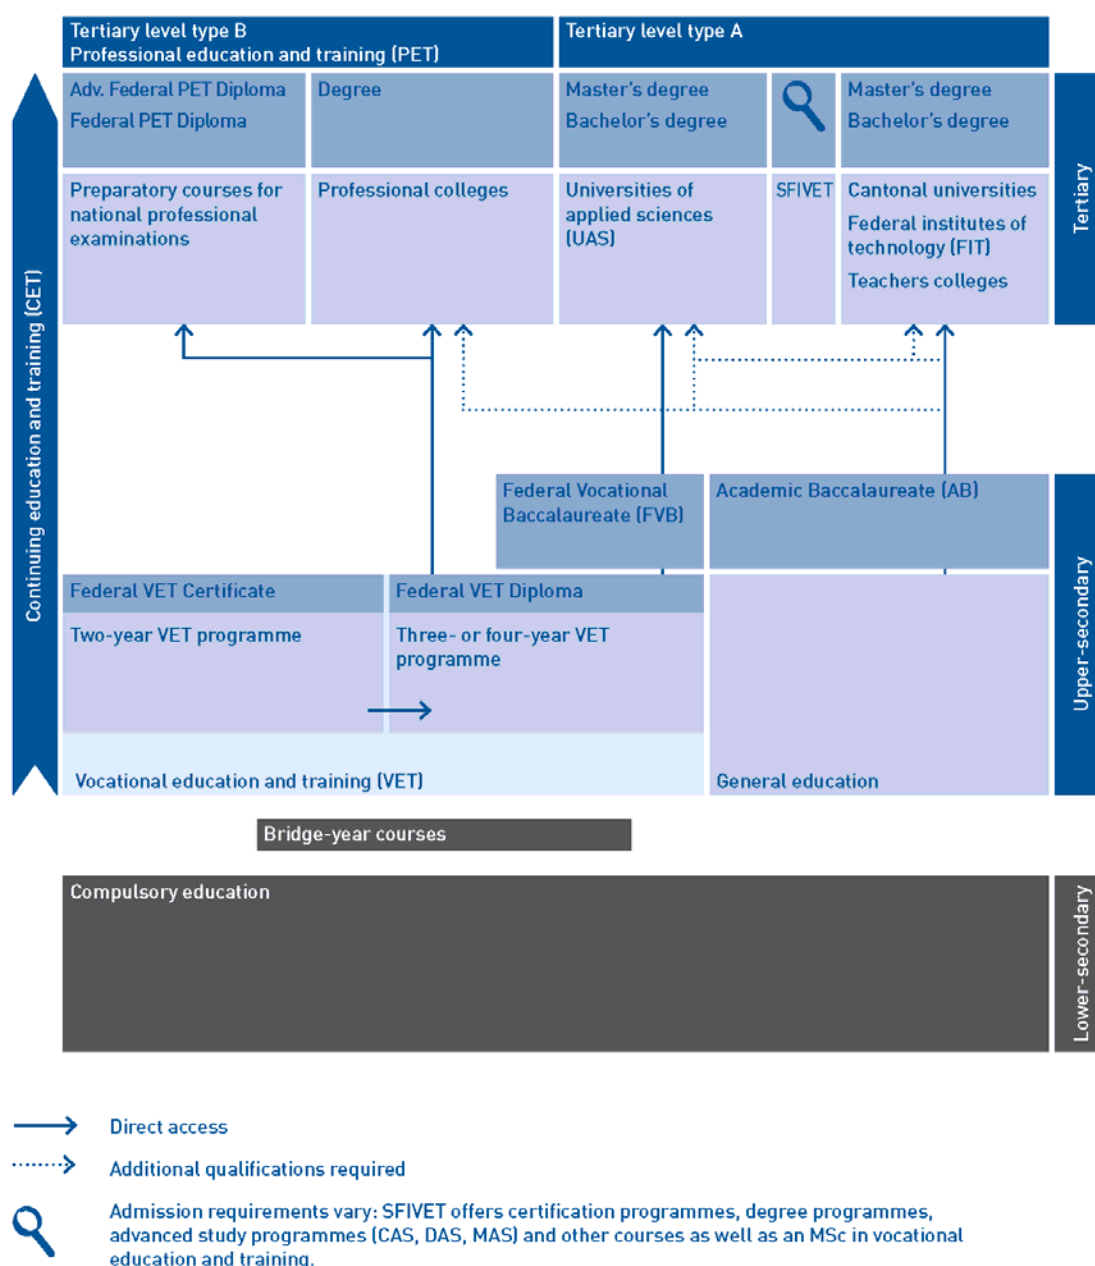 Tertiary level type B
Professional education and training (PET)
Tertiary level type A
Adv. Federal PET Diploma
Federal PET Diploma
Degree
Master's degree
Bachelor's degree
Master's degree
Bachelor's degree
Preparatory courses for
national professional
examinations
Professional colleges
Universities of
applied sciences
(UAS)
SFIVET
Cantonal universities
Federal institutes of
technology (FIT)
Teachers colleges
Tertiary
Continuing education and training (CET)
Federal Vocational
Baccalaureate (FVB)
Academic Baccalaureate (AB)
Federal VET Certificate
Federal VET Diploma
Two-year VET programme
Three- or four-year VET
programme
Vocational education and training (VET)
General education
Upper-secondary
Bridge-year courses
Compulsory education
Lower-secondary
Direct access
Additional qualifications required
Admission requirements vary: SFIVET offers certification programmes, degree programmes,
advanced study programmes (CAS, DAS, MAS) and other courses as well as an MSc in vocational
education and training.